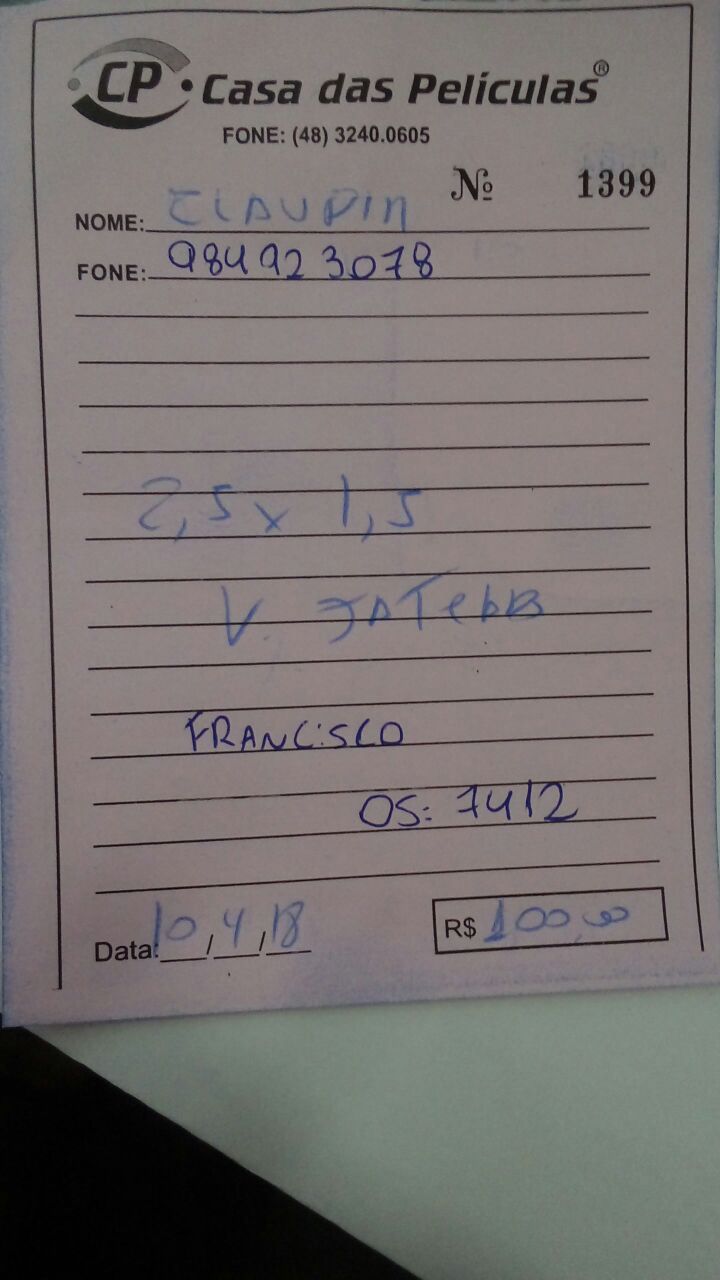 CP • Casa das Películas®
FONE: (48) 3240.0605
Nº 1399
NOME: CLAUDIA
FONE: 984923078
2,5 x 1,5
V.
FRANCISCO
OS: 7412
Data: 10/4/18
R$ 100,00